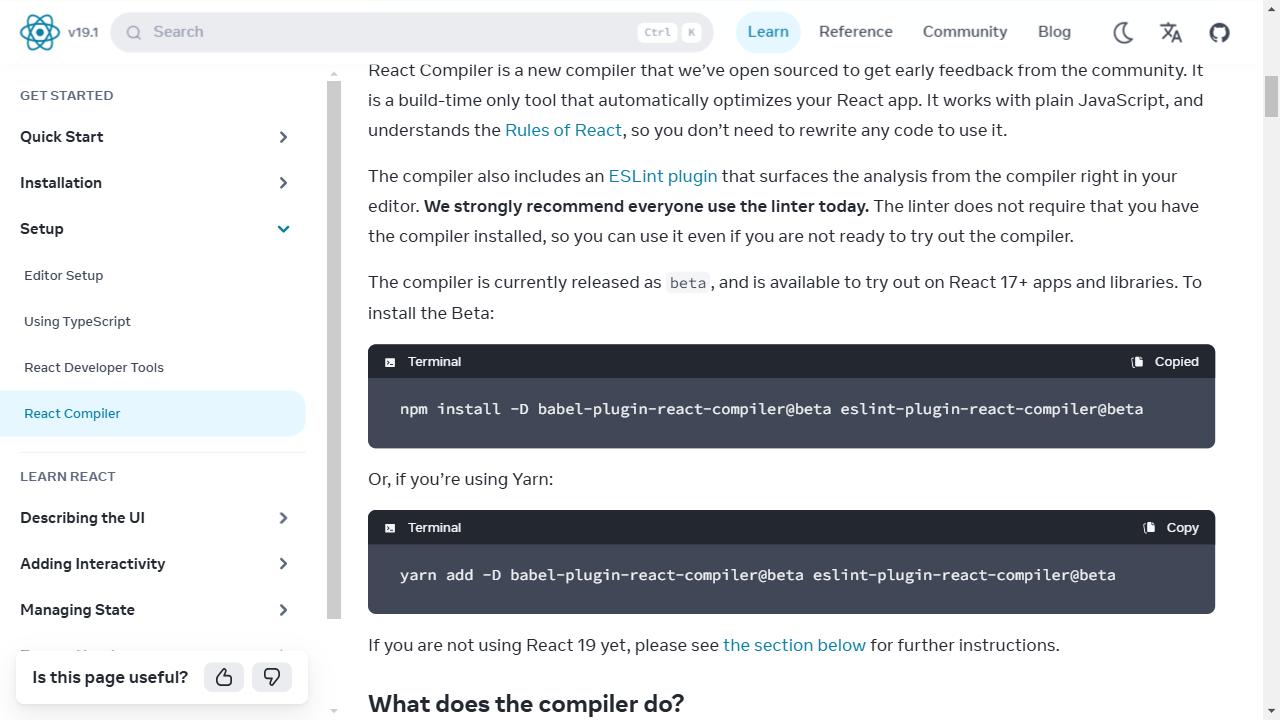 v19.1
Search
Ctrl K
Learn
Reference
Community
Blog
GET STARTED
Quick Start
Installation
Setup
Editor Setup
Using TypeScript
React Developer Tools
React Compiler
LEARN REACT
Describing the UI
Adding Interactivity
Managing State
Is this page useful?
React Compiler is a new compiler that we’ve open sourced to get early feedback from the community. It
is a build-time only tool that automatically optimizes your React app. It works with plain JavaScript, and
understands the Rules of React, so you don’t need to rewrite any code to use it.
The compiler also includes an ESLint plugin that surfaces the analysis from the compiler right in your
editor. We strongly recommend everyone use the linter today. The linter does not require that you have
the compiler installed, so you can use it even if you are not ready to try out the compiler.
The compiler is currently released as beta, and is available to try out on React 17+ apps and libraries. To
install the Beta:
Terminal
Copied
npm install -D babel-plugin-react-compiler@beta eslint-plugin-react-compiler@beta
Or, if you’re using Yarn:
Terminal
Copy
yarn add -D babel-plugin-react-compiler@beta eslint-plugin-react-compiler@beta
If you are not using React 19 yet, please see the section below for further instructions.
What does the compiler do?